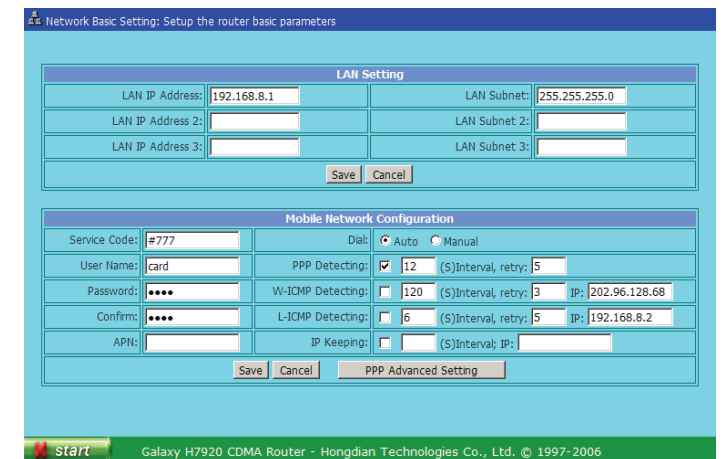 Network Basic Setting: Setup the router basic parameters
LAN Setting
LAN IP Address: 192.168.8.1 LAN Subnet: 255.255.255.0
LAN IP Address 2: LAN Subnet 2:
LAN IP Address 3: LAN Subnet 3:
Save Cancel
Mobile Network Configuration
Service Code: #777 Dial: Auto Manual
User Name: card PPP Detecting: 12 (S)Interval, retry: 5
Password: •••• W-ICMP Detecting: 120 (S)Interval, retry: 3 IP: 202.96.128.68
Confirm: •••• L-ICMP Detecting: 6 (S)Interval, retry: 5 IP: 192.168.8.2
APN: IP Keeping: (S)Interval; IP:
Save Cancel PPP Advanced Setting
start Galaxy H7920 CDMA Router - Hongdian Technologies Co., Ltd. © 1997-2006